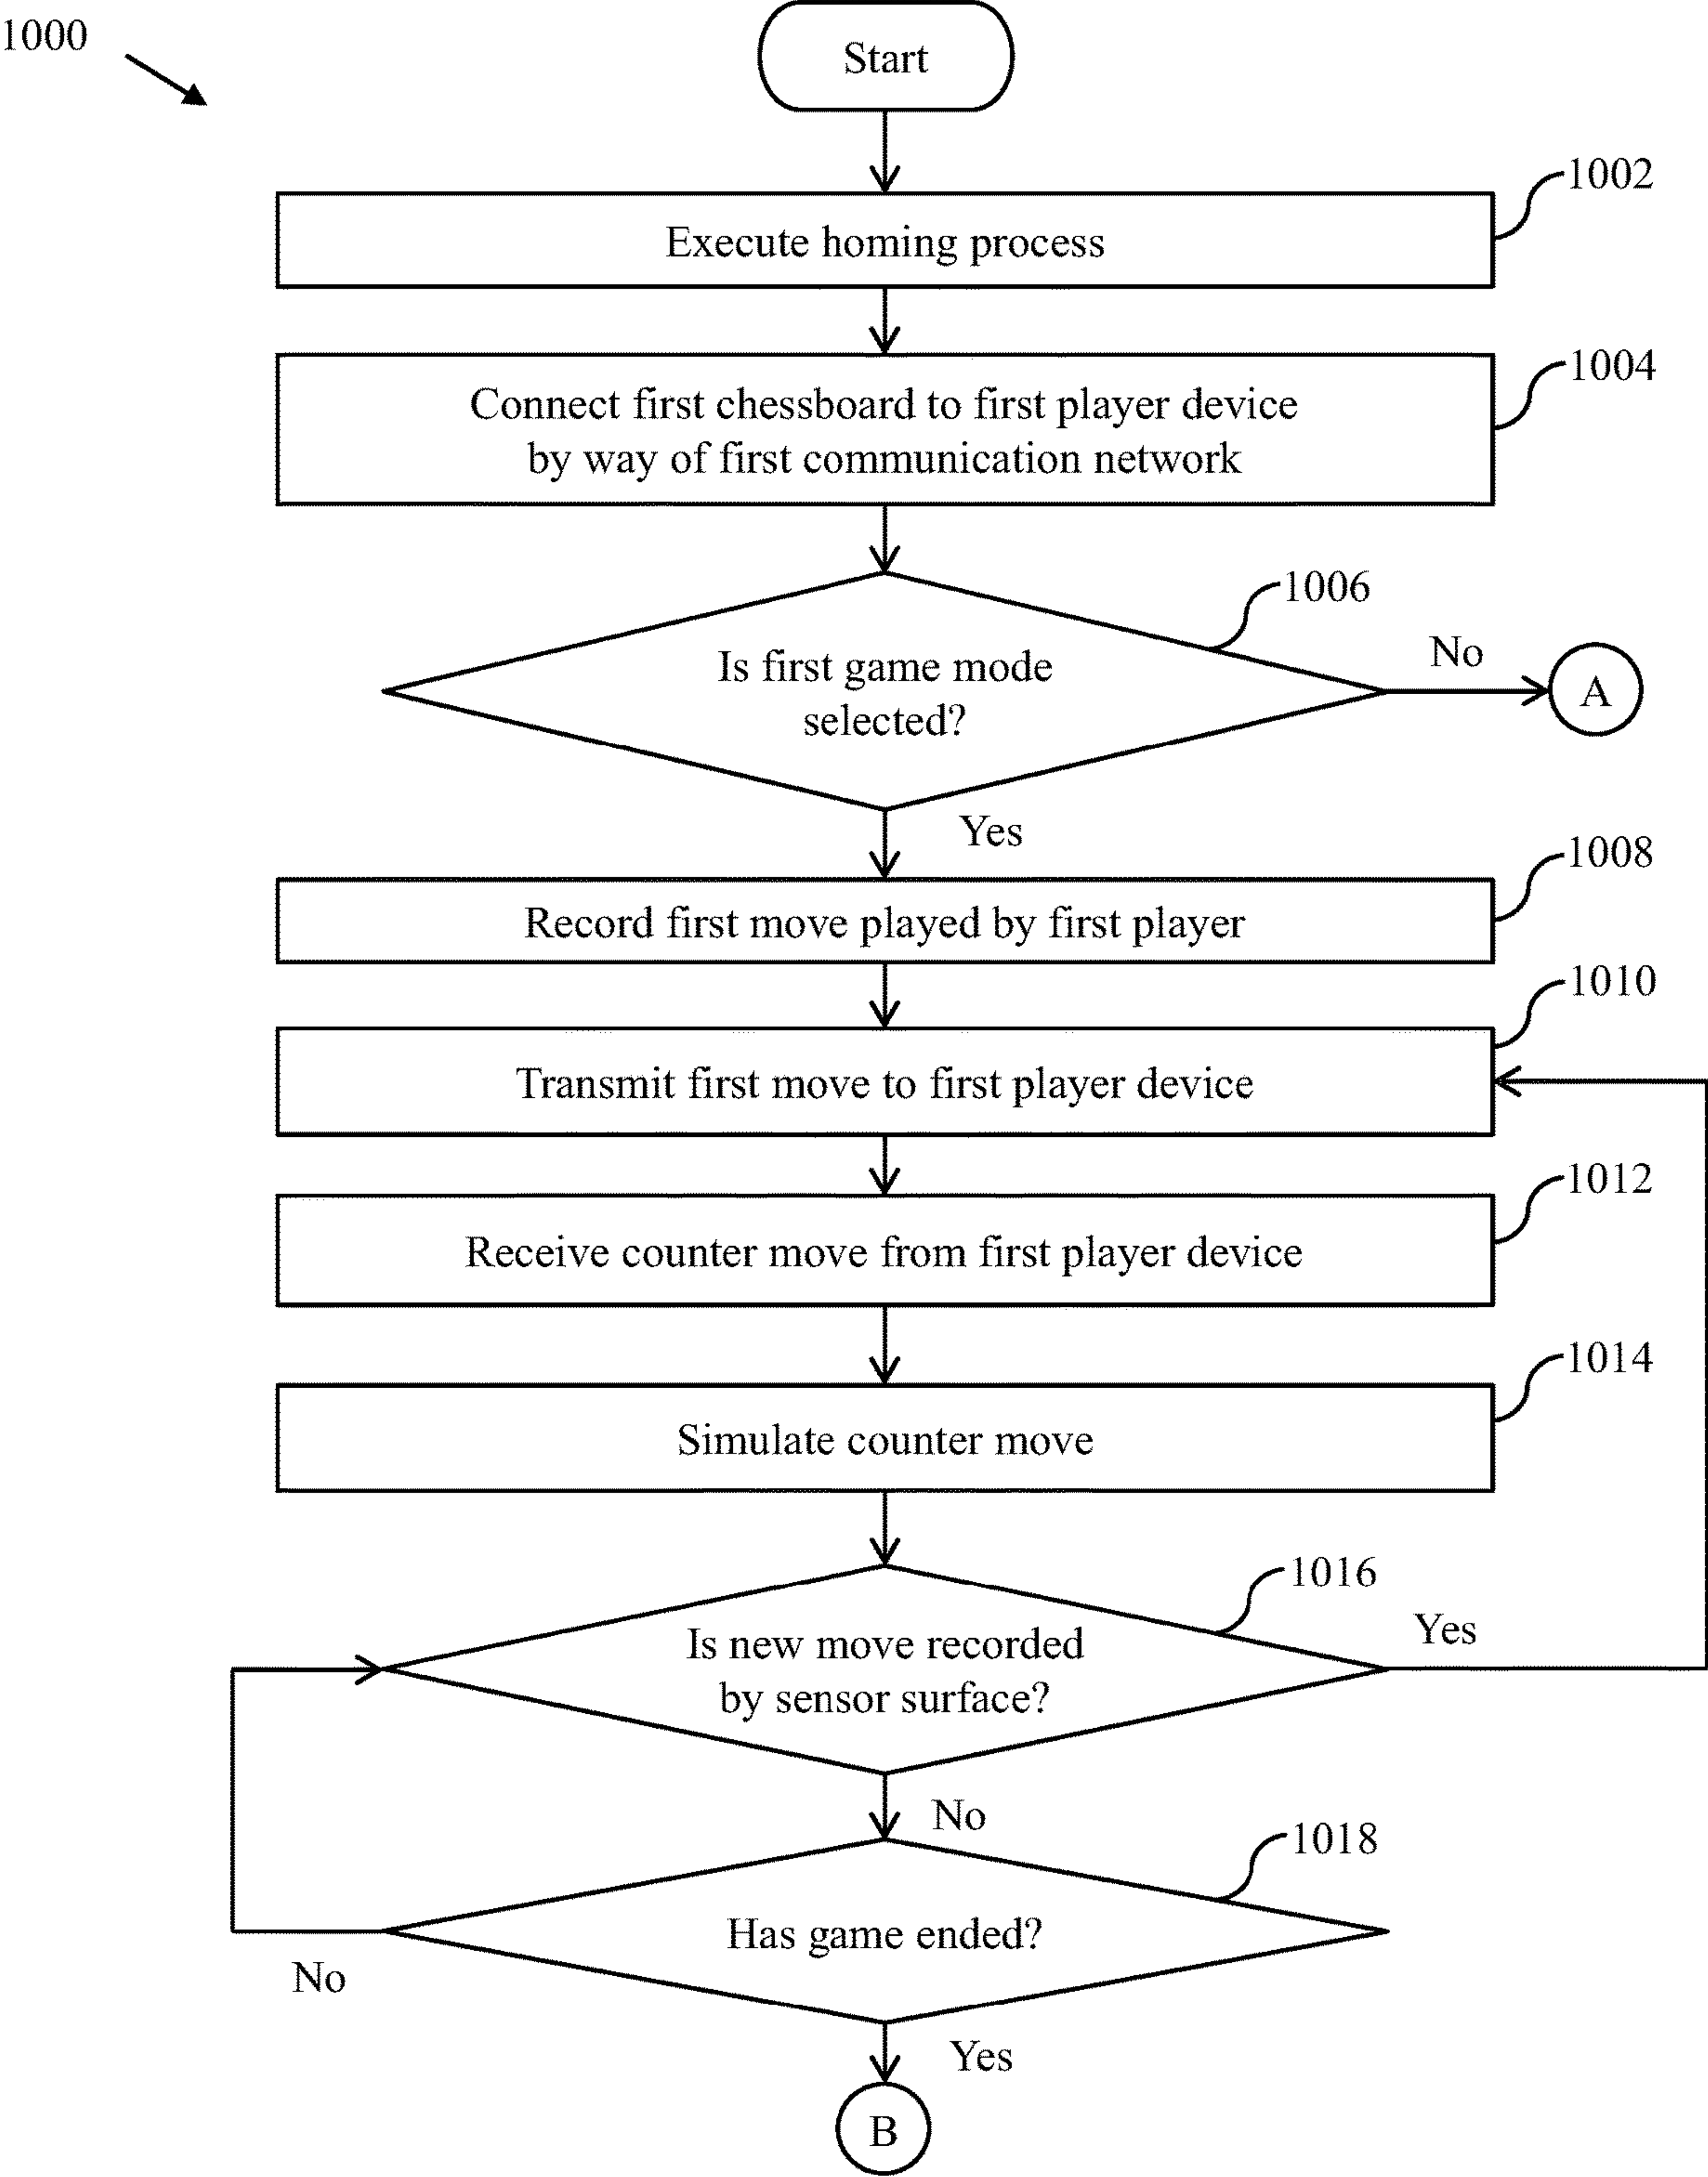 1000
Start
1002
Execute homing process
1004
Connect first chessboard to first player device
by way of first communication network
1006
Is first game mode
selected?
No
A
Yes
1008
Record first move played by first player
1010
Transmit first move to first player device
1012
Receive counter move from first player device
1014
Simulate counter move
1016
Is new move recorded
by sensor surface?
Yes
No
1018
Has game ended?
No
Yes
B